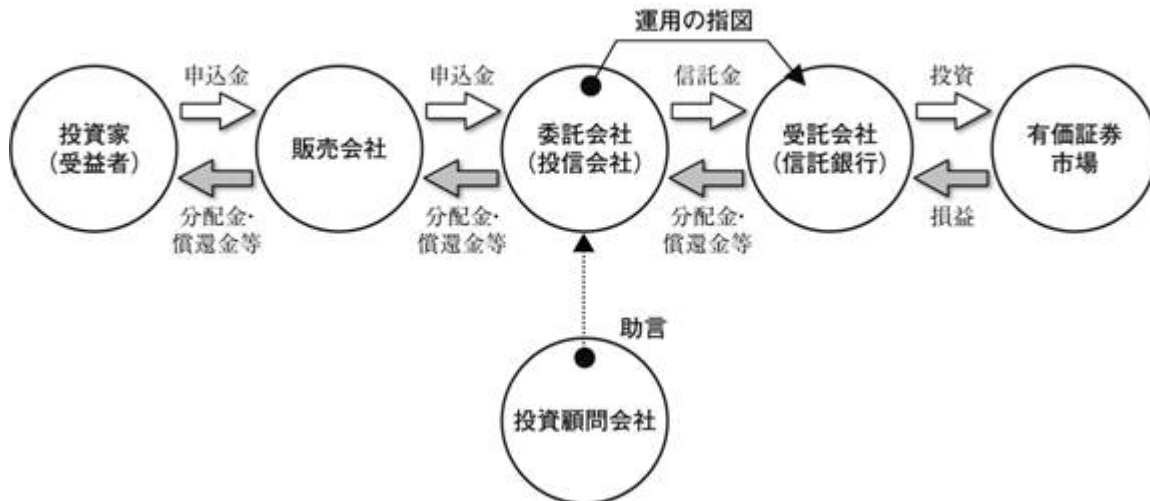 運用の指図
申込金
申込金
信託金
投資
投資家
(受益者)
販売会社
委託会社
(投信会社)
受託会社
(信託銀行)
有価証券
市場
分配金・
償還金等
分配金・
償還金等
分配金・
償還金等
損益
助言
投資顧問会社